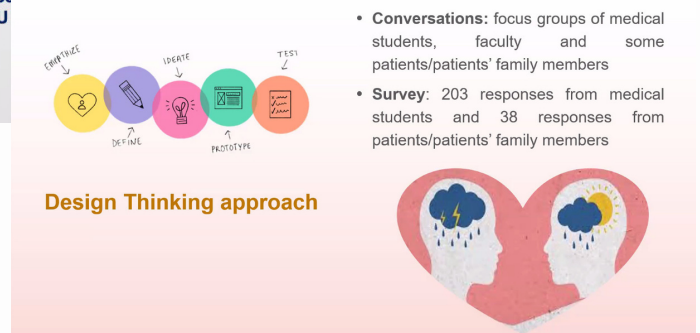 U
EMPATHIZE
IDEATE
TEST
DEFINE
PROTOTYPE
Design Thinking approach
• Conversations: focus groups of medical
students, faculty and some
patients/patients' family members
• Survey: 203 responses from medical
students and 38 responses from
patients/patients' family members